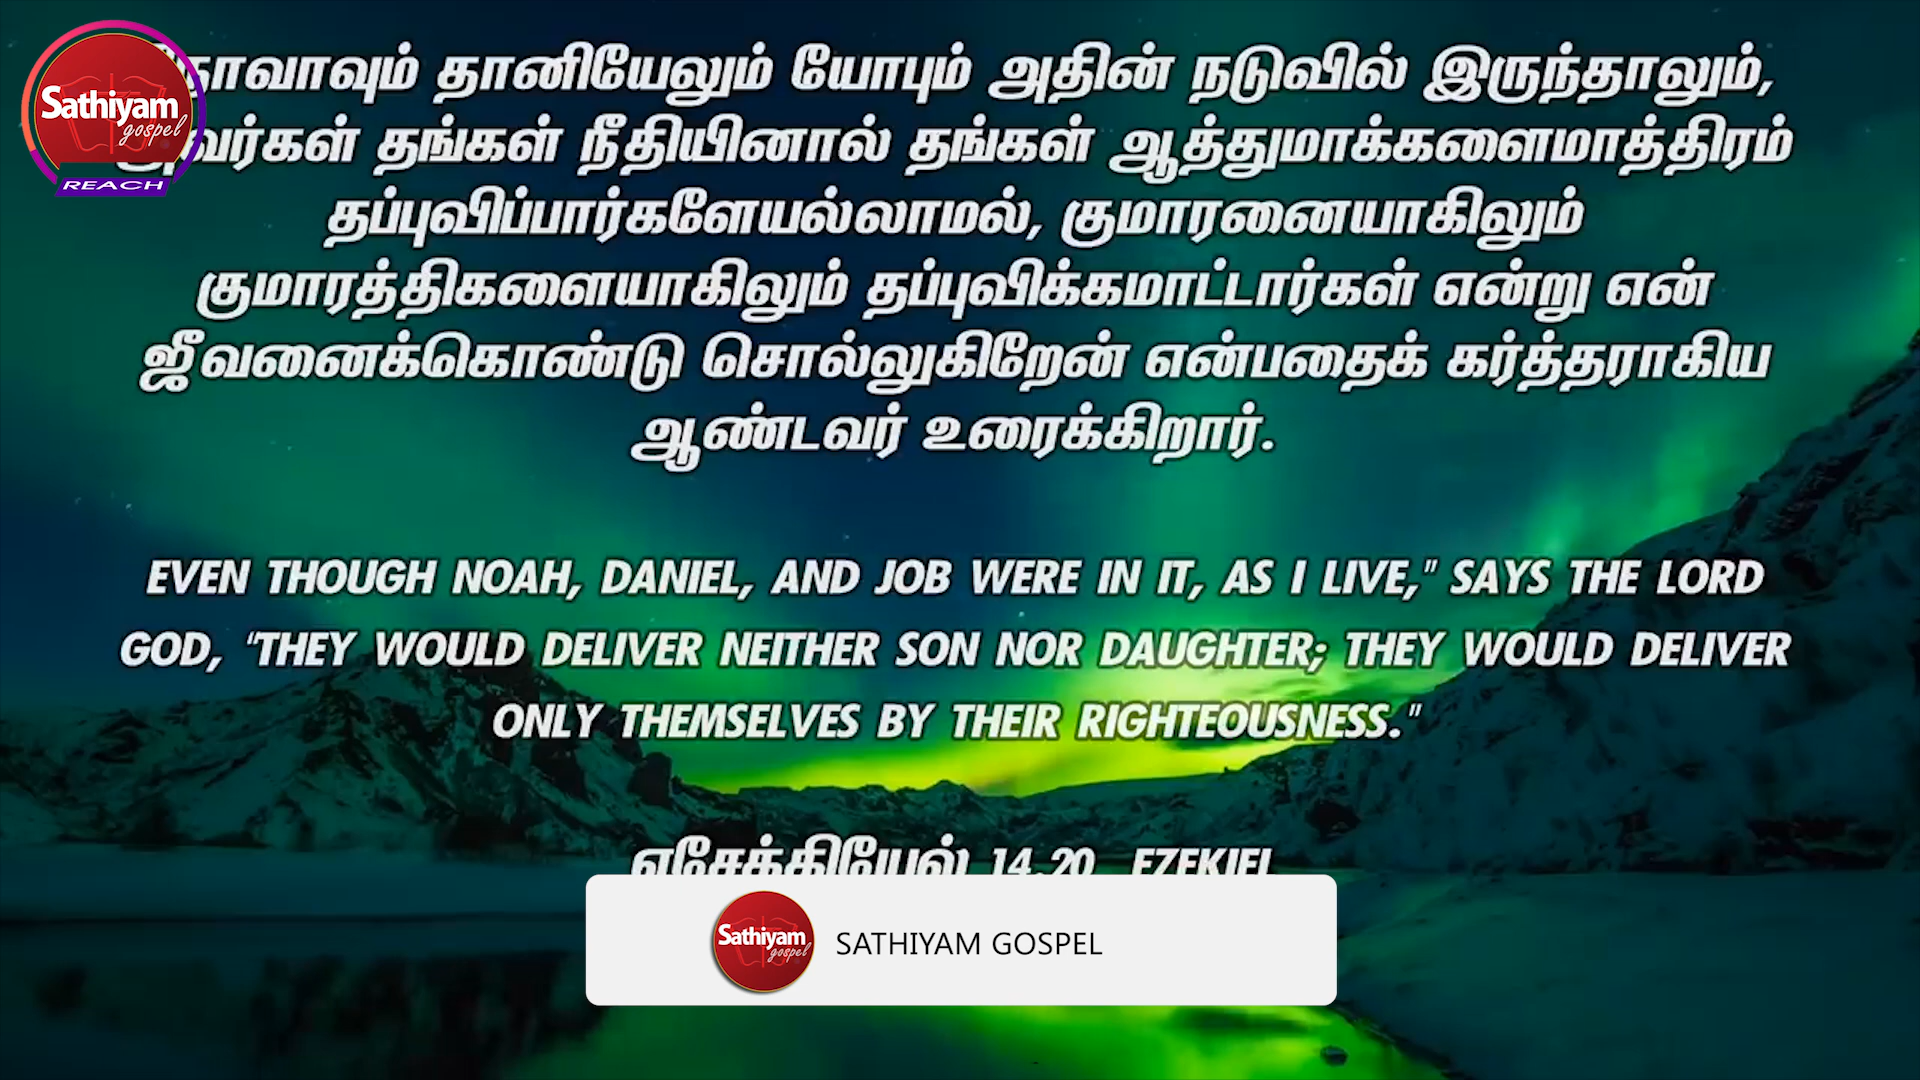 Sathiyam
gospel
REACH
தானியேலும் யோபும் அதின் நடுவில் இருந்தாலும்,
தங்கள் நீதியினால் தங்கள் ஆத்துமாக்களைமாத்திரம்
தப்புவிப்பார்களேயல்லாமல், குமாரனையாகிலும்
குமாரத்திகளையாகிலும் தப்புவிக்கமாட்டார்கள் என்று என்
ஜீவனைக்கொண்டு சொல்லுகிறேன் என்பதைக் கர்த்தராகிய
ஆண்டவர் உரைக்கிறார்.
EVEN THOUGH NOAH, DANIEL, AND JOB WERE IN IT, AS I LIVE," SAYS THE LORD
GOD, "THEY WOULD DELIVER NEITHER SON NOR DAUGHTER; THEY WOULD DELIVER
ONLY THEMSELVES BY THEIR RIGHTEOUSNESS."
எசேக்கியேல் 14.20 EZEKIEL
Sathiyam
gospel
SATHIYAM GOSPEL